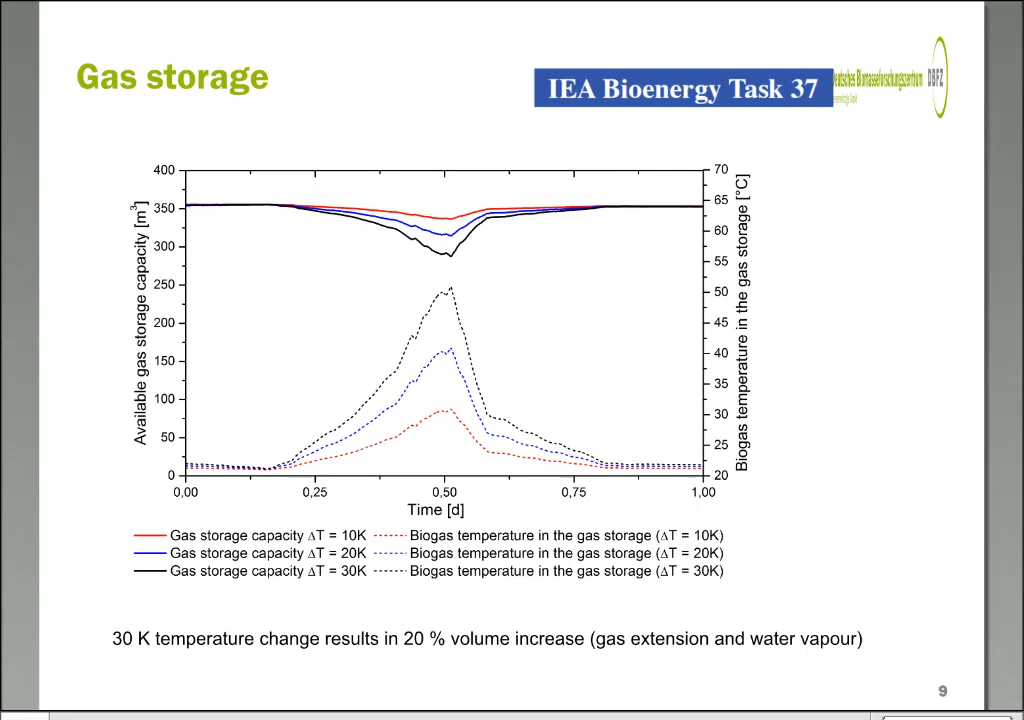 Gas storage
IEA Bioenergy Task 37
Deutsches Biomasseforschungszentrum
DBFZ
400
350
300
250
200
150
100
50
0
Available gas storage capacity [m³]
70
65
60
55
50
45
40
35
30
25
20
Biogas temperature in the gas storage [°C]
0,00 0,25 0,50 0,75 1,00
Time [d]
Gas storage capacity ΔT = 10K Biogas temperature in the gas storage (ΔT = 10K)
Gas storage capacity ΔT = 20K Biogas temperature in the gas storage (ΔT = 20K)
Gas storage capacity ΔT = 30K Biogas temperature in the gas storage (ΔT = 30K)
30 K temperature change results in 20 % volume increase (gas extension and water vapour)
9